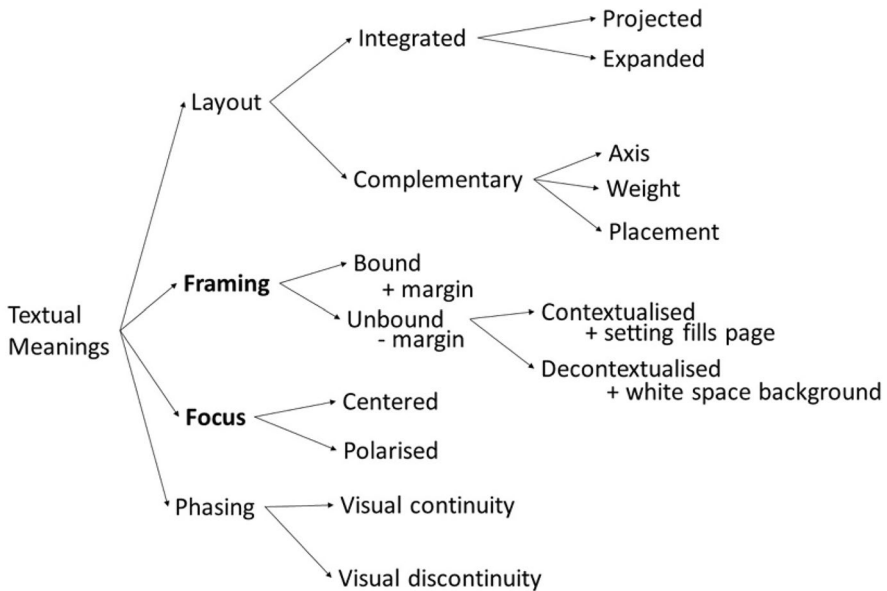 Textual
Meanings
Layout
Integrated
Projected
Expanded
Complementary
Axis
Weight
Placement
Framing
Bound
+ margin
Unbound
- margin
Contextualised
+ setting fills page
Decontextualised
+ white space background
Focus
Centered
Polarised
Phasing
Visual continuity
Visual discontinuity